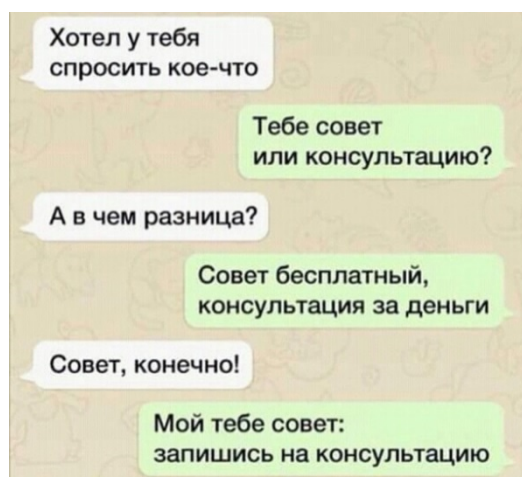 Хотел у тебя
спросить кое-что
Тебе совет
или консультацию?
А в чем разница?
Совет бесплатный,
консультация за деньги
Совет, конечно!
Мой тебе совет:
запишись на консультацию